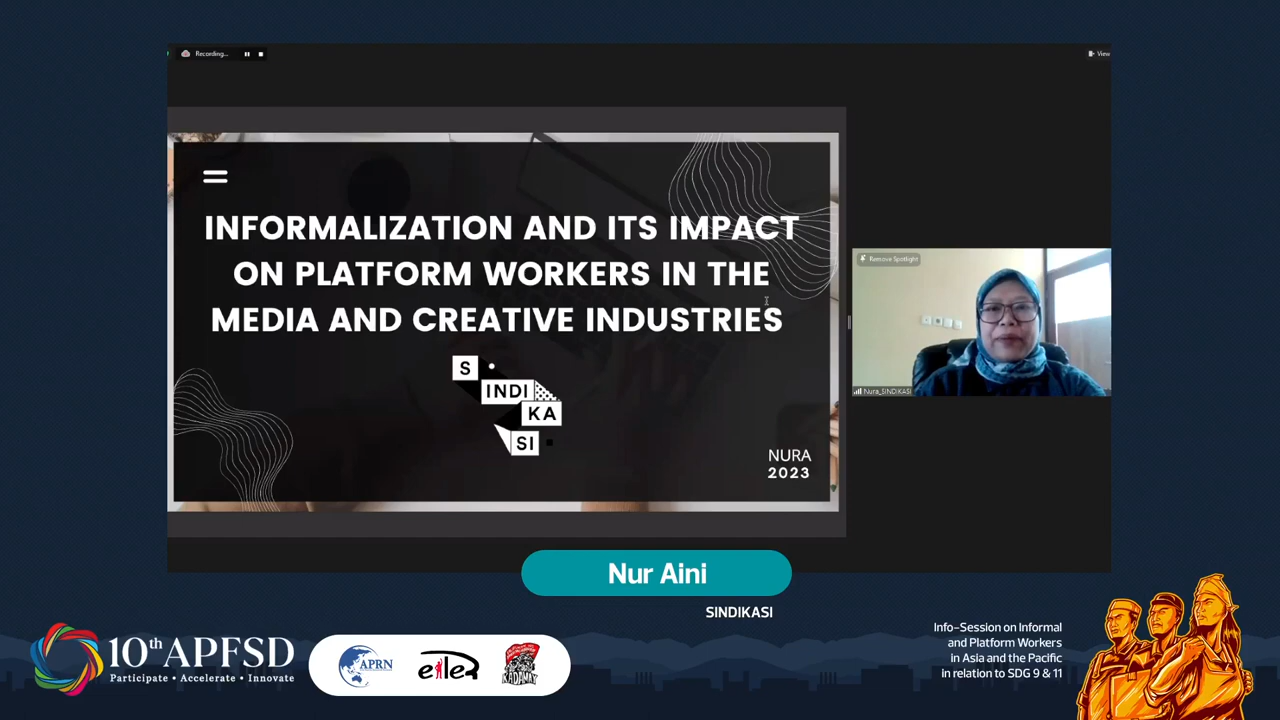 Recording...
View
INFORMALIZATION AND ITS IMPACT
ON PLATFORM WORKERS IN THE
MEDIA AND CREATIVE INDUSTRIES
S
INDI
KA
SI
NURA
2023
Remove Spotlight
Nura_SINDIKASI
Nur Aini
SINDIKASI
10th APFSD
Participate • Accelerate • Innovate
APRN
eiler
KADAMAY
Info-Session on Informal
and Platform Workers
in Asia and the Pacific
in relation to SDG 9 & 11